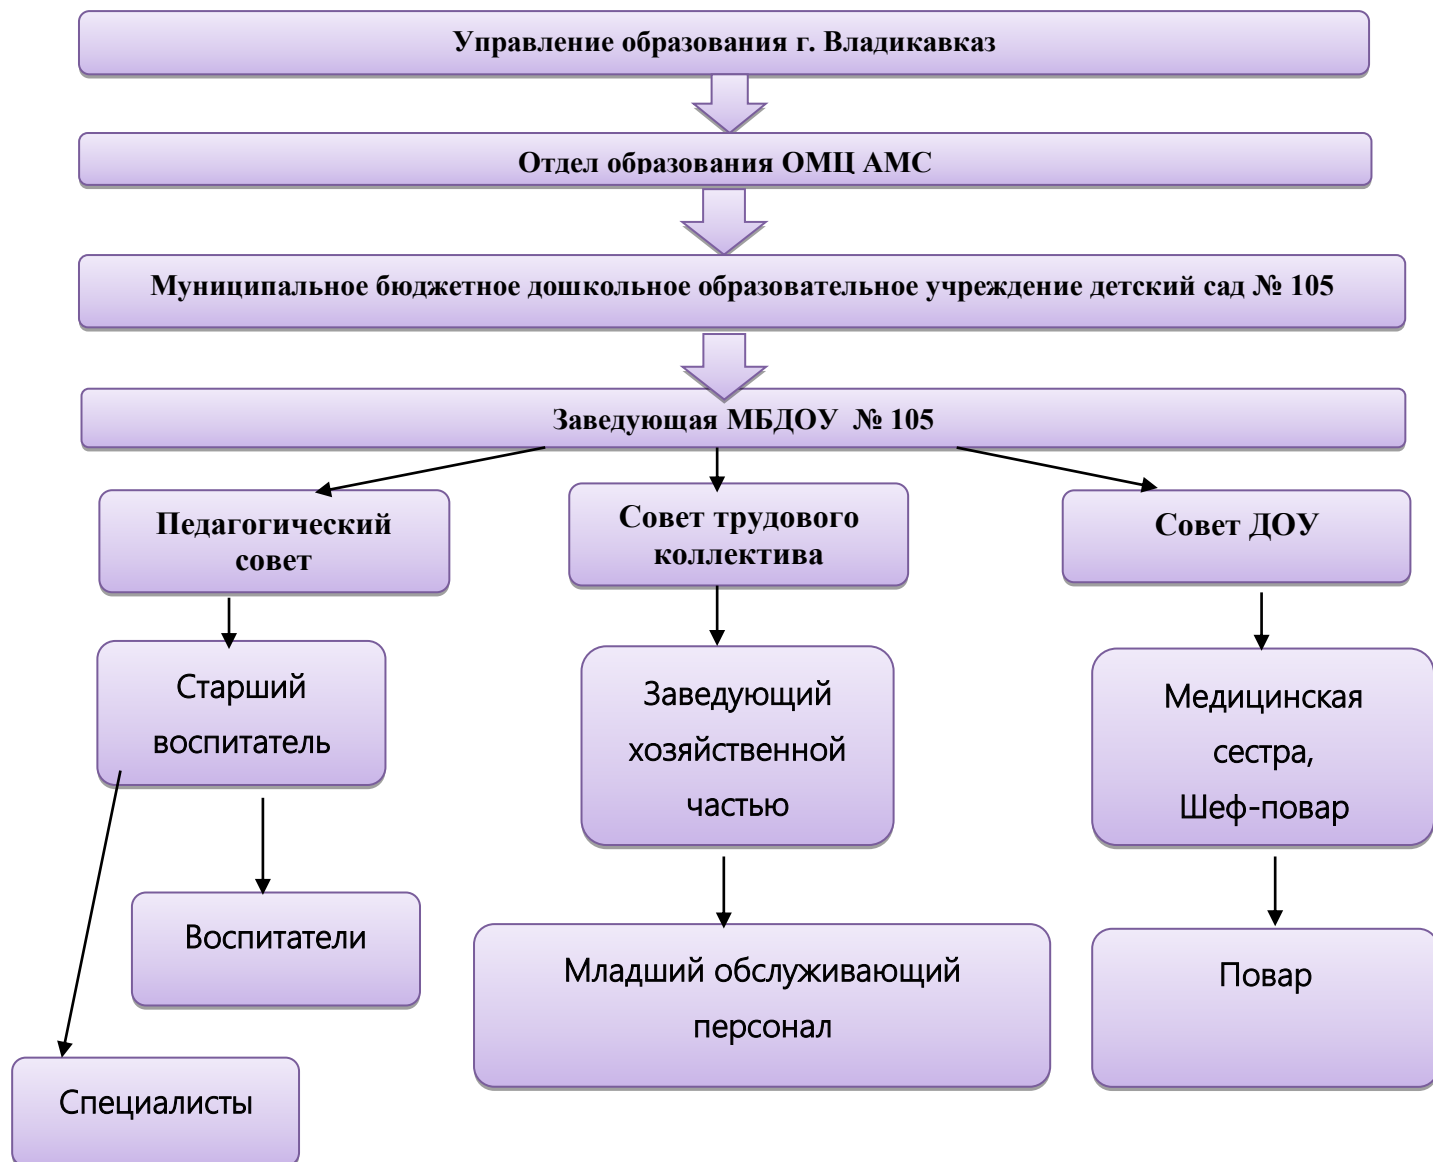 Управление образования г. Владикавказ
Отдел образования ОМЦ АМС
Муниципальное бюджетное дошкольное образовательное учреждение детский сад № 105
Заведующая МБДОУ № 105
Педагогический
совет
Совет трудового
коллектива
Совет ДОУ
Старший
воспитатель
Заведующий
хозяйственной
частью
Медицинская
сестра,
Шеф-повар
Воспитатели
Младший обслуживающий
персонал
Повар
Специалисты